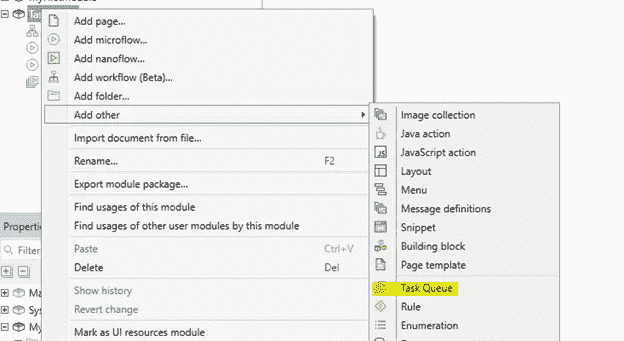 Add page...
Add microflow...
Add nanoflow...
Add workflow (Beta)...
Add folder...
Add other
Import document from file...
Rename... F2
Export module package...
Find usages of this module
Find usages of other user modules by this module
Paste Ctrl+V
Delete Del
Show history
Revert change
Mark as UI resources module
Image collection
Java action
JavaScript action
Layout
Menu
Message definitions
Snippet
Building block
Page template
Task Queue
Rule
Enumeration
Propertie
Filter
Ma
Sys
My